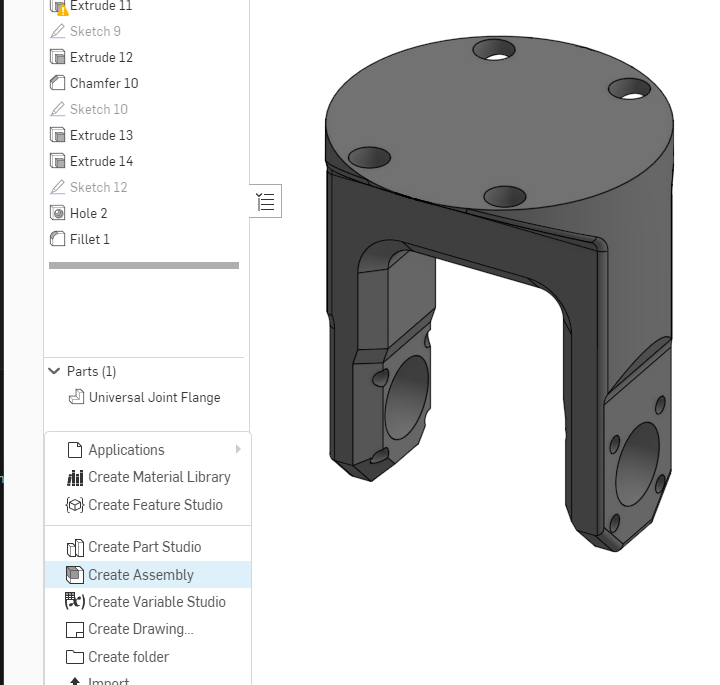 Extrude 11
Sketch 9
Extrude 12
Chamfer 10
Sketch 10
Extrude 13
Extrude 14
Sketch 12
Hole 2
Fillet 1
Parts (1)
Universal Joint Flange
Applications
Create Material Library
Create Feature Studio
Create Part Studio
Create Assembly
Create Variable Studio
Create Drawing...
Create folder
Import